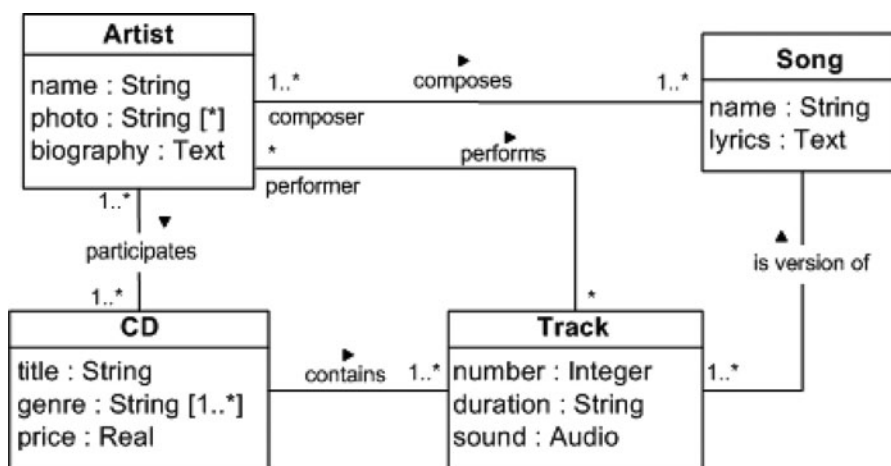 Artist
name : String
photo : String [*]
biography : Text
1..*
composes
1..*
composer
Song
name : String
lyrics : Text
*
performs
performer
1..*
participates
1..*
is version of
*
CD
title : String
genre : String [1..*]
price : Real
contains
1..*
Track
number : Integer
duration : String
sound : Audio
1..*